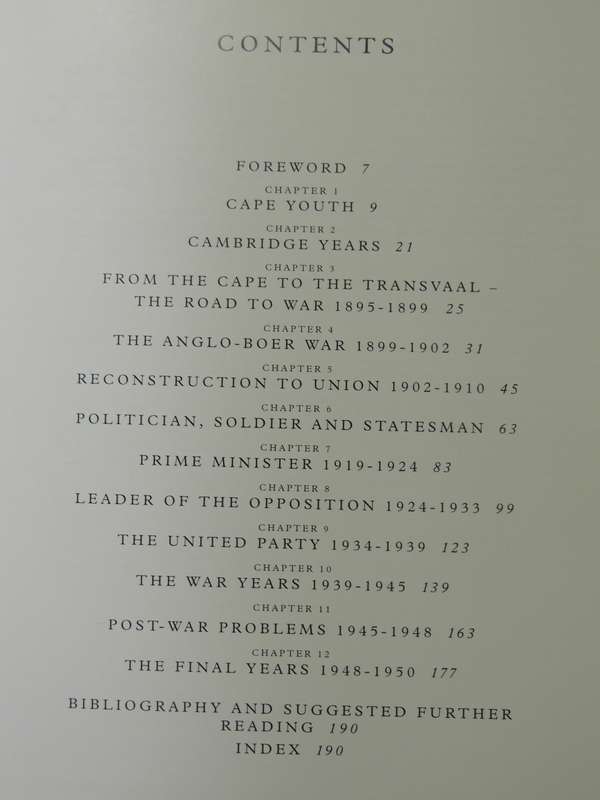 CONTENTS
FOREWORD 7
CHAPTER 1
CAPE YOUTH 9
CHAPTER 2
CAMBRIDGE YEARS 21
CHAPTER 3
FROM THE CAPE TO THE TRANSVAAL –
THE ROAD TO WAR 1895-1899 25
CHAPTER 4
THE ANGLO-BOER WAR 1899-1902 31
CHAPTER 5
RECONSTRUCTION TO UNION 1902-1910 45
CHAPTER 6
POLITICIAN, SOLDIER AND STATESMAN 63
CHAPTER 7
PRIME MINISTER 1919-1924 83
CHAPTER 8
LEADER OF THE OPPOSITION 1924-1933 99
CHAPTER 9
THE UNITED PARTY 1934-1939 123
CHAPTER 10
THE WAR YEARS 1939-1945 139
CHAPTER 11
POST-WAR PROBLEMS 1945-1948 163
CHAPTER 12
THE FINAL YEARS 1948-1950 177
BIBLIOGRAPHY AND SUGGESTED FURTHER
READING 190
INDEX 190